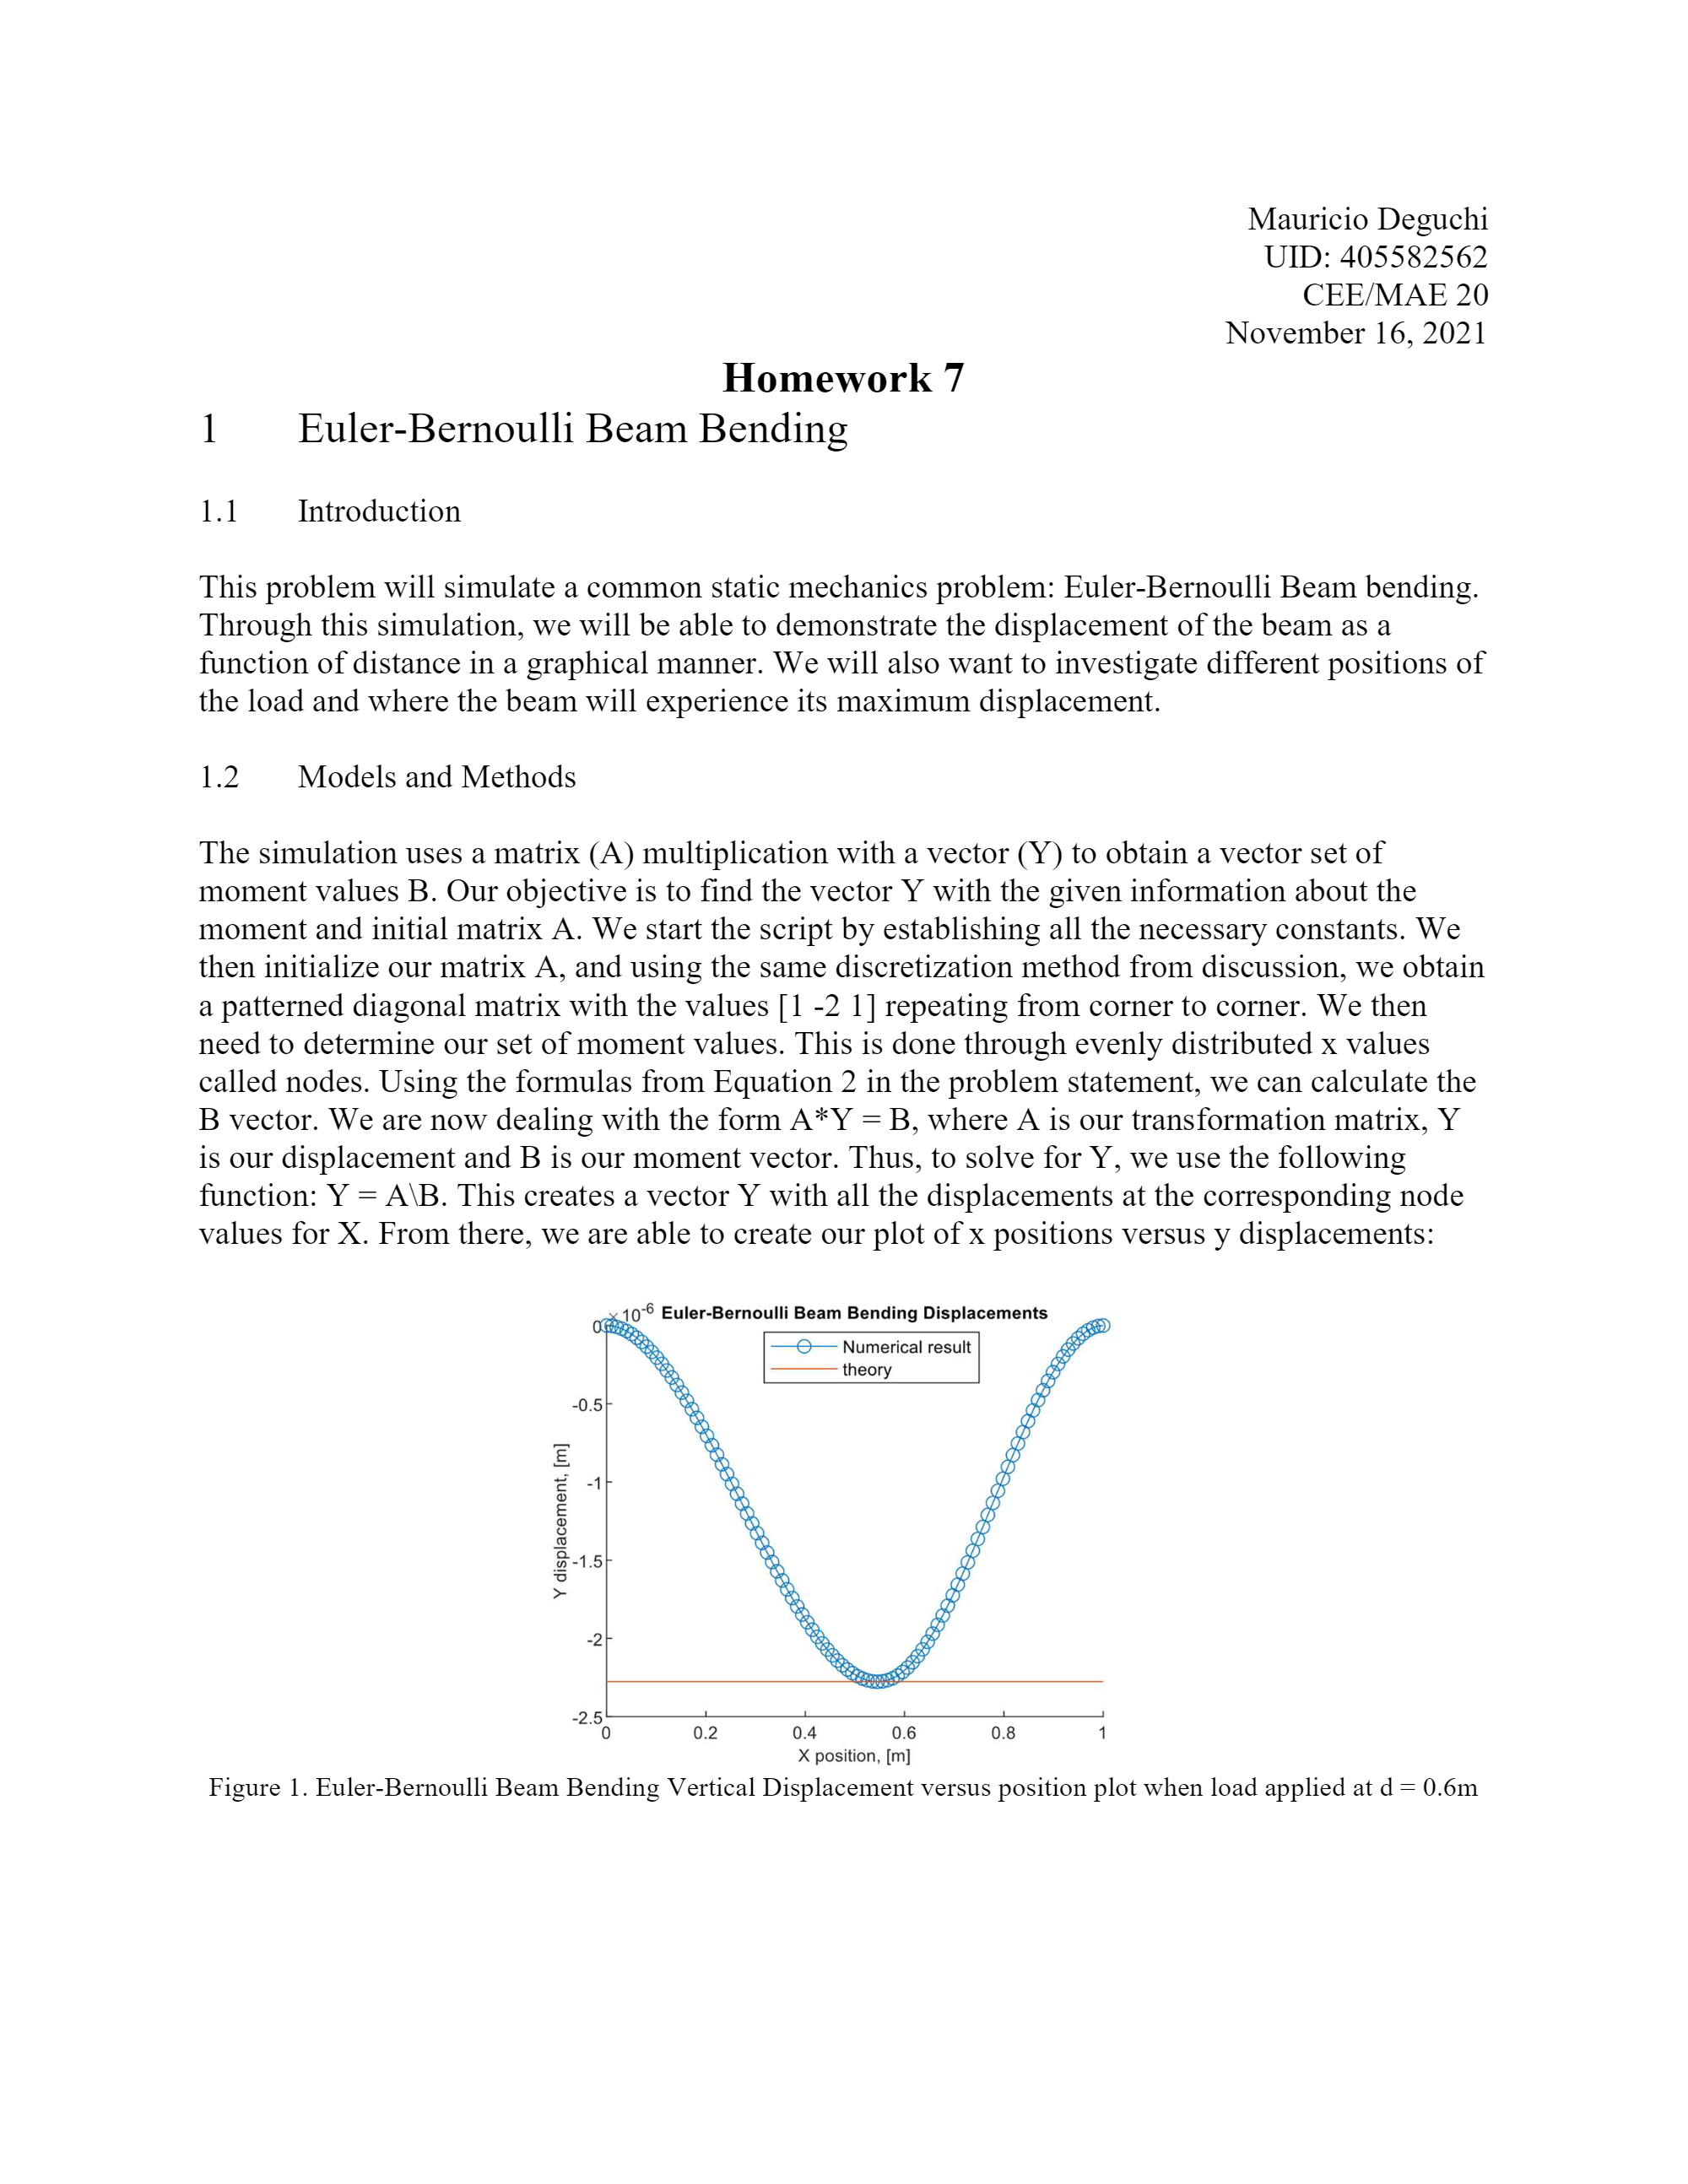 Mauricio Deguchi
UID: 405582562
CEE/MAE 20
November 16, 2021
Homework 7
1 Euler-Bernoulli Beam Bending
1.1 Introduction
This problem will simulate a common static mechanics problem: Euler-Bernoulli Beam bending.
Through this simulation, we will be able to demonstrate the displacement of the beam as a
function of distance in a graphical manner. We will also want to investigate different positions of
the load and where the beam will experience its maximum displacement.
1.2 Models and Methods
The simulation uses a matrix (A) multiplication with a vector (Y) to obtain a vector set of
moment values B. Our objective is to find the vector Y with the given information about the
moment and initial matrix A. We start the script by establishing all the necessary constants. We
then initialize our matrix A, and using the same discretization method from discussion, we obtain
a patterned diagonal matrix with the values [1 -2 1] repeating from corner to corner. We then
need to determine our set of moment values. This is done through evenly distributed x values
called nodes. Using the formulas from Equation 2 in the problem statement, we can calculate the
B vector. We are now dealing with the form A*Y = B, where A is our transformation matrix, Y
is our displacement and B is our moment vector. Thus, to solve for Y, we use the following
function: Y = A\B. This creates a vector Y with all the displacements at the corresponding node
values for X. From there, we are able to create our plot of x positions versus y displacements:
×10-6 Euler-Bernoulli Beam Bending Displacements
Numerical result
theory
0
-0.5
-1
-1.5
-2
-2.5
Y displacement, [m]
0 0.2 0.4 0.6 0.8 1
X position, [m]
Figure 1. Euler-Bernoulli Beam Bending Vertical Displacement versus position plot when load applied at d = 0.6m